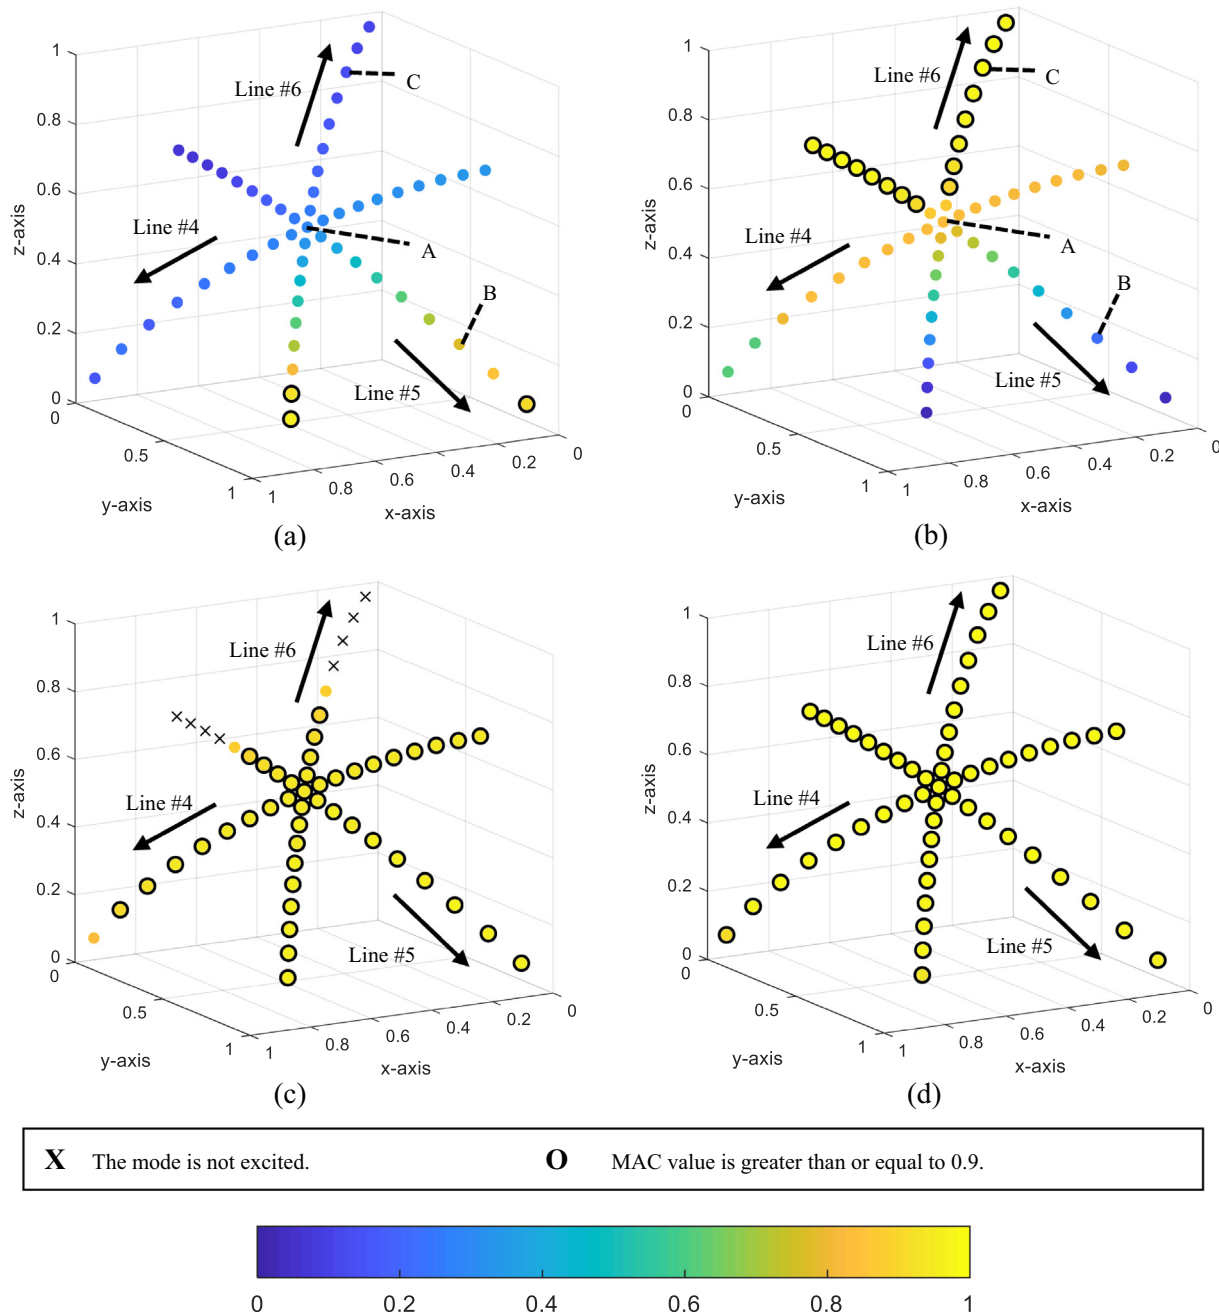 1
0.8
0.6
0.4
0.2
0
z-axis
0
0.5
1
y-axis
1
0.8
0.6
0.4
0.2
0
x-axis
Line #6
C
Line #4
A
B
Line #5
(a)
1
0.8
0.6
0.4
0.2
0
z-axis
0
0.5
1
y-axis
1
0.8
0.6
0.4
0.2
0
x-axis
Line #6
C
Line #4
A
B
Line #5
(b)
1
0.8
0.6
0.4
0.2
0
z-axis
0
0.5
1
y-axis
1
0.8
0.6
0.4
0.2
0
x-axis
Line #6
Line #4
Line #5
(c)
1
0.8
0.6
0.4
0.2
0
z-axis
0
0.5
1
y-axis
1
0.8
0.6
0.4
0.2
0
x-axis
Line #6
Line #4
Line #5
(d)
X The mode is not excited.
O MAC value is greater than or equal to 0.9.
0 0.2 0.4 0.6 0.8 1